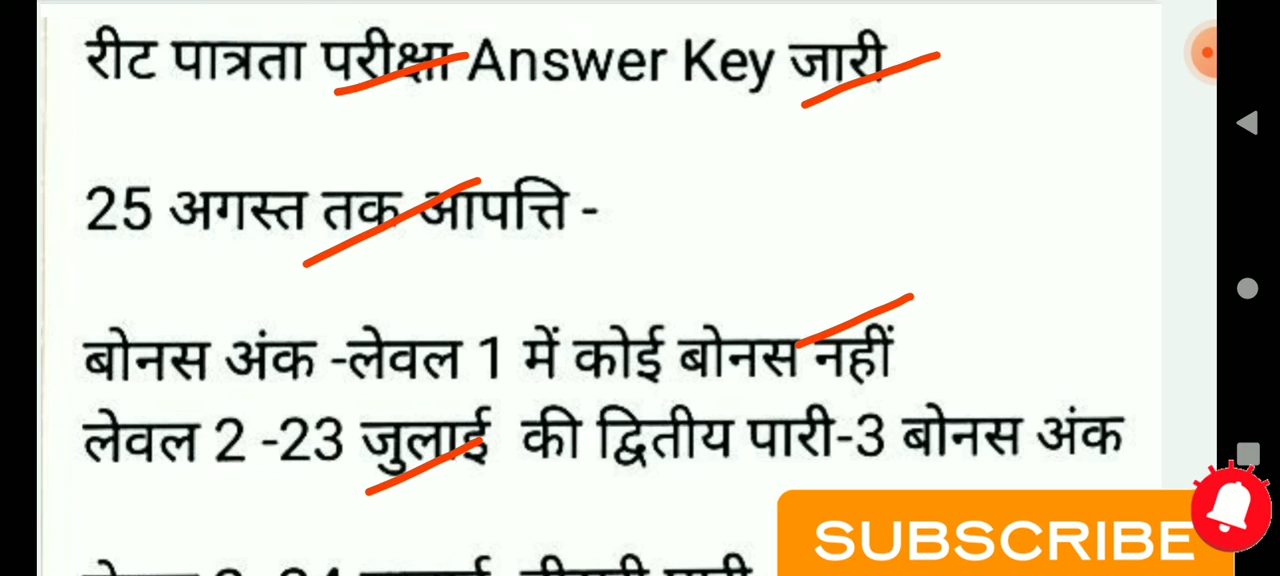 रीट पात्रता परीक्षा Answer Key जारी
25 अगस्त तक आपत्ति -
बोनस अंक -लेवल 1 में कोई बोनस नहीं
लेवल 2 -23 जुलाई की द्वितीय पारी-3 बोनस अंक
SUBSCRIBE